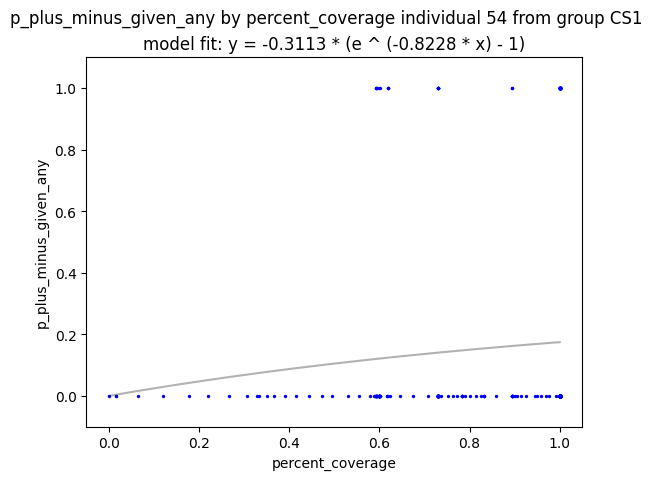 p_plus_minus_given_any by percent_coverage individual 54 from group CS1
model fit: y = -0.3113 * (e ^ (-0.8228 * x) - 1)
p_plus_minus_given_any
1.0
0.8
0.6
0.4
0.2
0.0
0.0 0.2 0.4 0.6 0.8 1.0
percent_coverage